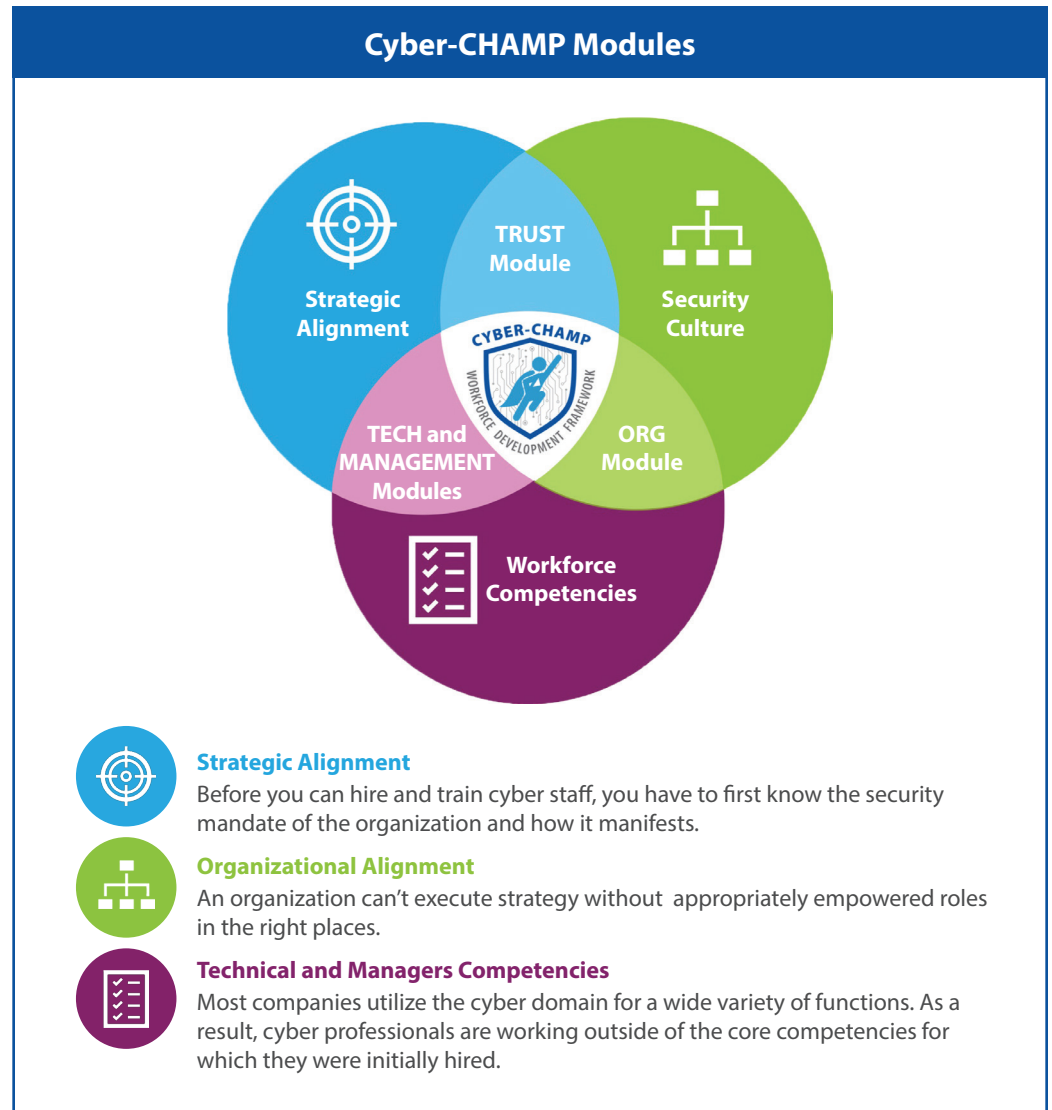 Cyber-CHAMP Modules
TRUST
Module
Strategic
Alignment
Security
Culture
CYBER-CHAMP
WORKFORCE DEVELOPMENT FRAMEWORK
TECH and
MANAGEMENT
Modules
ORG
Module
Workforce
Competencies
Strategic Alignment
Before you can hire and train cyber staff, you have to first know the security
mandate of the organization and how it manifests.
Organizational Alignment
An organization can’t execute strategy without  appropriately empowered roles
in the right places.
Technical and Managers Competencies
Most companies utilize the cyber domain for a wide variety of functions. As a
result, cyber professionals are working outside of the core competencies for
which they were initially hired.